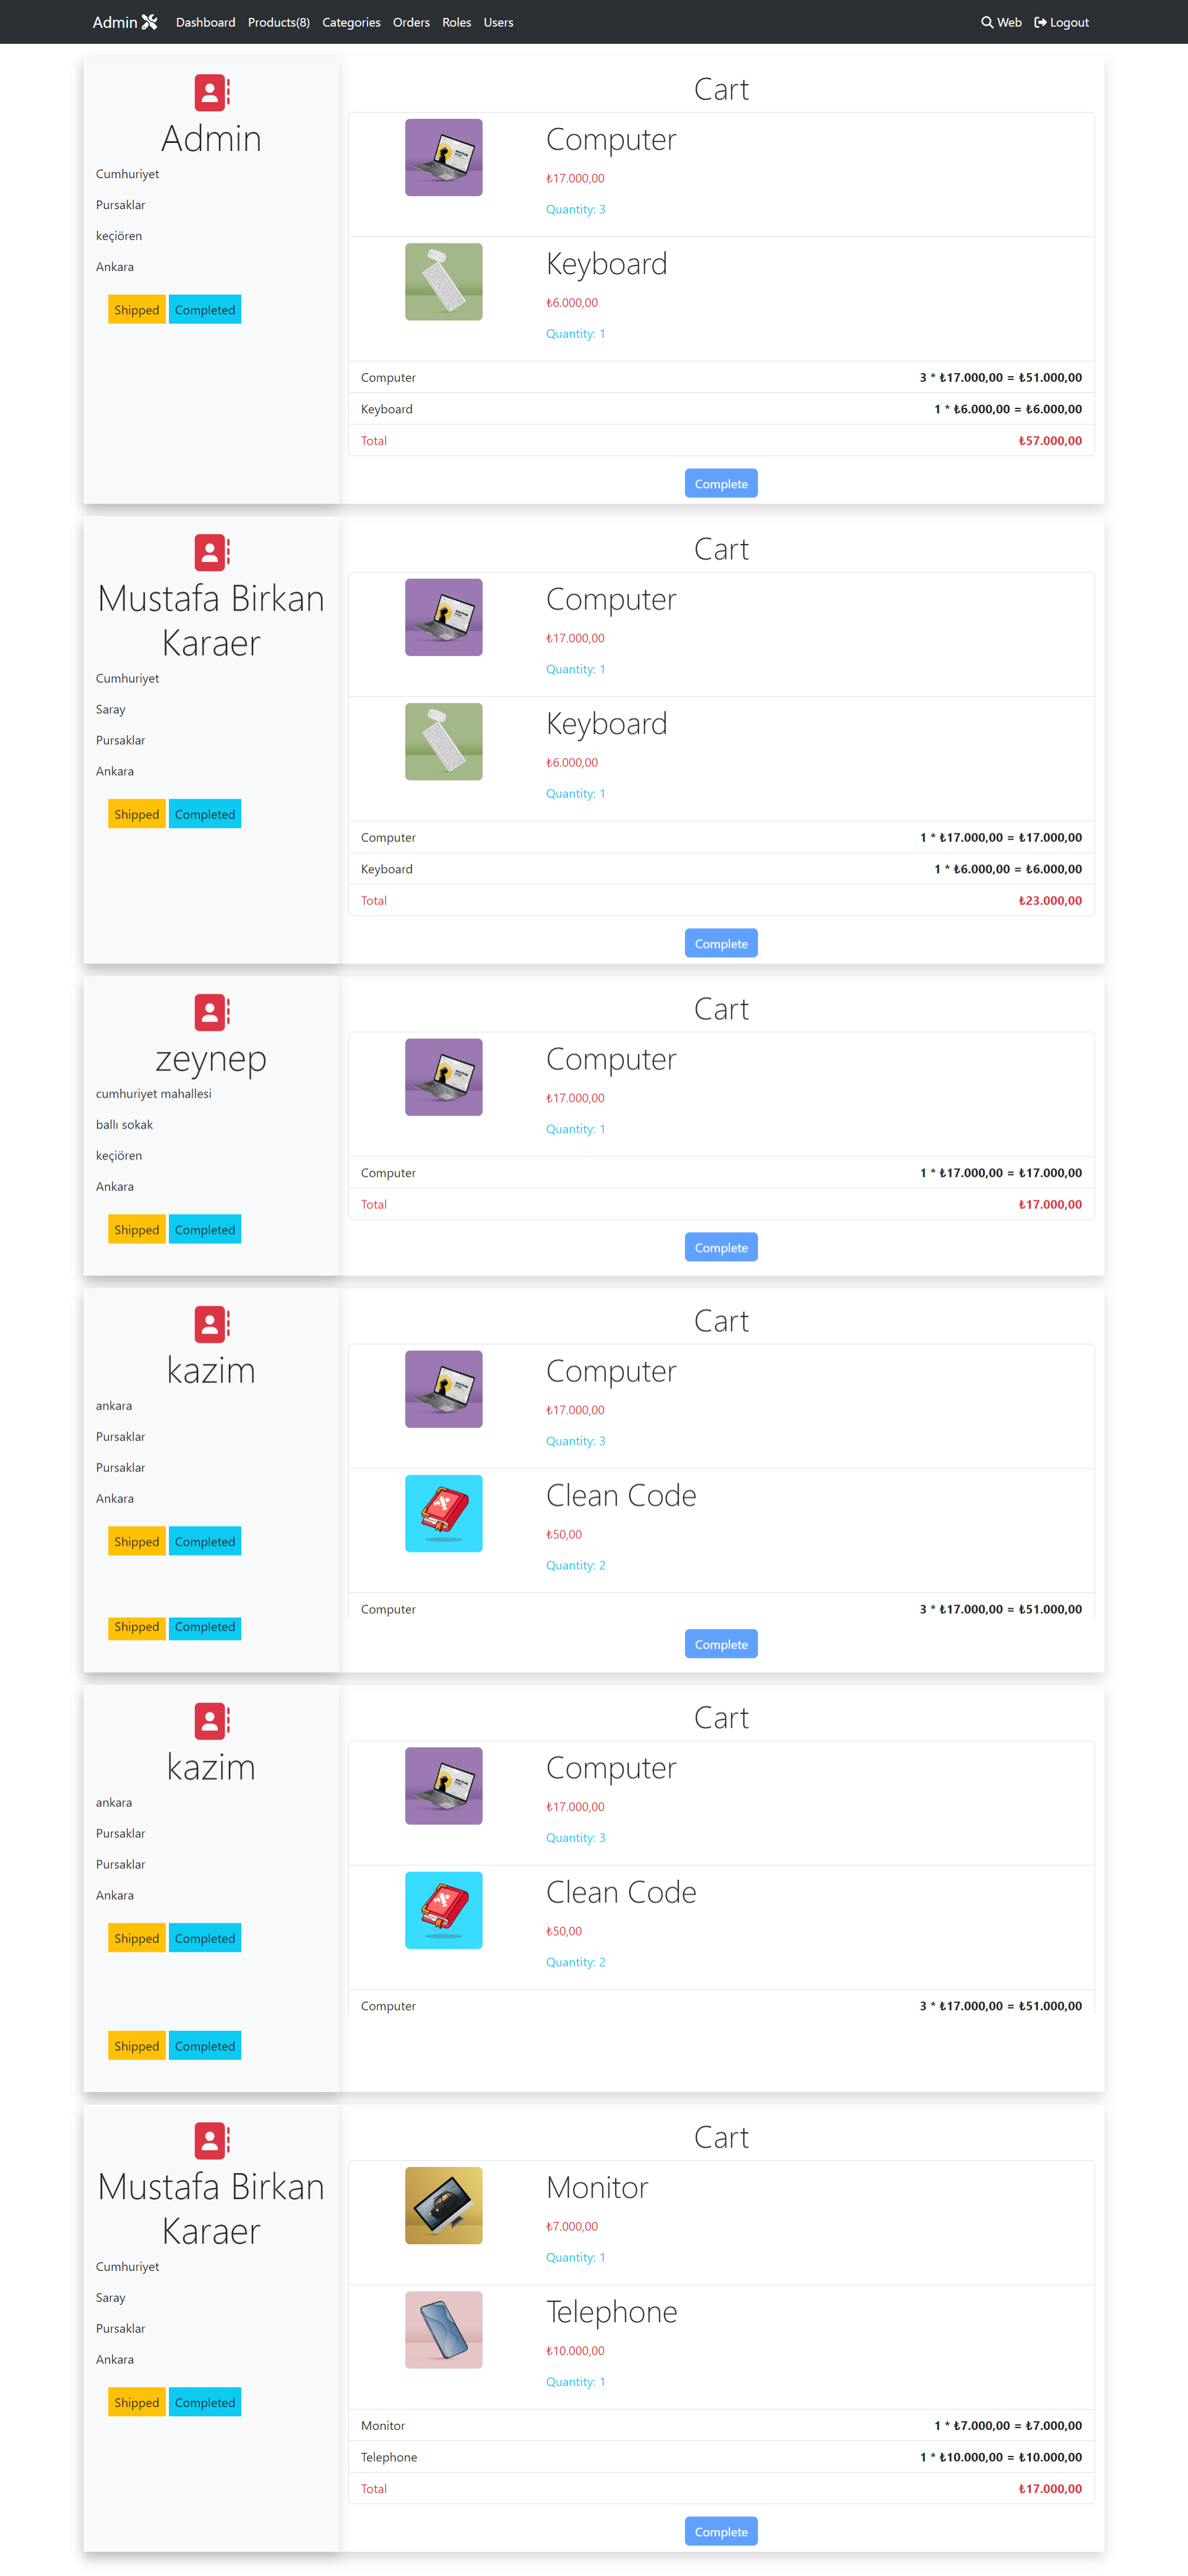 Admin Dashboard Products(8) Categories Orders Roles Users Web Logout
Admin
Cumhuriyet
Pursaklar
keçiören
Ankara
Shipped Completed
Cart
Computer
₺17.000,00
Quantity: 3
Keyboard
₺6.000,00
Quantity: 1
Computer 3 * ₺17.000,00 = ₺51.000,00
Keyboard 1 * ₺6.000,00 = ₺6.000,00
Total ₺57.000,00
Complete
Mustafa Birkan
Karaer
Cumhuriyet
Saray
Pursaklar
Ankara
Shipped Completed
Cart
Computer
₺17.000,00
Quantity: 1
Keyboard
₺6.000,00
Quantity: 1
Computer 1 * ₺17.000,00 = ₺17.000,00
Keyboard 1 * ₺6.000,00 = ₺6.000,00
Total ₺23.000,00
Complete
zeynep
cumhuriyet mahallesi
ballı sokak
keçiören
Ankara
Shipped Completed
Cart
Computer
₺17.000,00
Quantity: 1
Computer 1 * ₺17.000,00 = ₺17.000,00
Total ₺17.000,00
Complete
kazim
ankara
Pursaklar
Pursaklar
Ankara
Shipped Completed
Shipped Completed
Cart
Computer
₺17.000,00
Quantity: 3
Clean Code
₺50,00
Quantity: 2
Computer 3 * ₺17.000,00 = ₺51.000,00
Complete
kazim
ankara
Pursaklar
Pursaklar
Ankara
Shipped Completed
Shipped Completed
Cart
Computer
₺17.000,00
Quantity: 3
Clean Code
₺50,00
Quantity: 2
Computer 3 * ₺17.000,00 = ₺51.000,00
Mustafa Birkan
Karaer
Cumhuriyet
Saray
Pursaklar
Ankara
Shipped Completed
Cart
Monitor
₺7.000,00
Quantity: 1
Telephone
₺10.000,00
Quantity: 1
Monitor 1 * ₺7.000,00 = ₺7.000,00
Telephone 1 * ₺10.000,00 = ₺10.000,00
Total ₺17.000,00
Complete